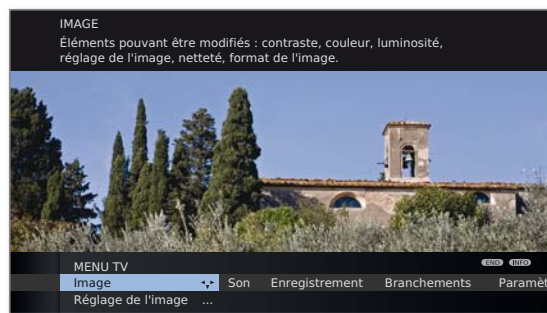 IMAGE
Éléments pouvant être modifiés : contraste, couleur, luminosité,
réglage de l'image, netteté, format de l'image.
MENU TV
END INFO
Image Son Enregistrement Branchements Paramèt
Réglage de l'image ...